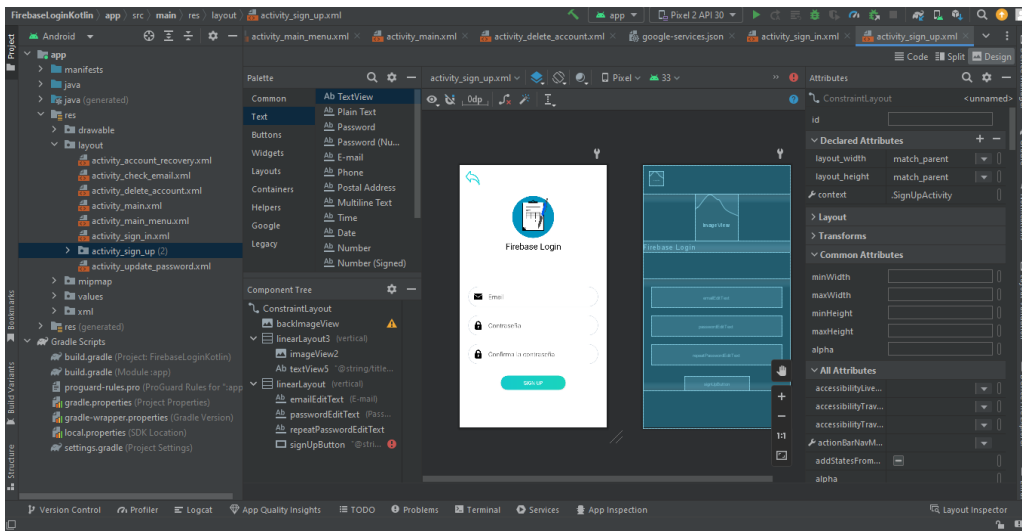 FirebaseLoginKotlin app src main res layout activity_sign_up.xml
app Pixel 2 API 30
Android
activity_main_menu.xml activity_main.xml activity_delete_account.xml google-services.json activity_sign_in.xml activity_sign_up.xml
Code Split Design
Project
Bookmarks
Build Variants
Structure
app
manifests
java
java (generated)
res
drawable
layout
activity_account_recovery.xml
activity_check_email.xml
activity_delete_account.xml
activity_main.xml
activity_main_menu.xml
activity_sign_in.xml
activity_sign_up (2)
activity_update_password.xml
mipmap
values
xml
res (generated)
Gradle Scripts
build.gradle (Project: FirebaseLoginKotlin)
build.gradle (Module :app)
proguard-rules.pro (ProGuard Rules for ":app
gradle.properties (Project Properties)
gradle-wrapper.properties (Gradle Version)
local.properties (SDK Location)
settings.gradle (Project Settings)
Palette
Common
Text
Buttons
Widgets
Layouts
Containers
Helpers
Google
Legacy
Ab TextView
Ab Plain Text
Ab Password
Ab Password (Nu...
Ab E-mail
Ab Phone
Ab Postal Address
Ab Multiline Text
Ab Time
Ab Date
Ab Number
Ab Number (Signed)
Component Tree
ConstraintLayout
backImageView
linearLayout3 (vertical)
imageView2
Ab textView5 "@string/title...
linearLayout (vertical)
Ab emailEditText (E-mail)
Ab passwordEditText (Pass...
Ab repeatPasswordEditText
signUpButton "@stri...
activity_sign_up.xml Pixel 33
0dp
Firebase Login
Email
Contraseña
Confirma la contraseña
SIGN UP
ImageView
Firebase Login
emailEditText
passwordEditText
repeatPasswordEditText
signUpButton
1:1
Attributes
ConstraintLayout <unnamed>
id
Declared Attributes
layout_width match_parent
layout_height match_parent
context .SignUpActivity
Layout
Transforms
Common Attributes
minWidth
maxWidth
minHeight
maxHeight
alpha
All Attributes
accessibilityLive...
accessibilityTrav...
accessibilityTrav...
actionBarNavM...
addStatesFrom...
alpha
Version Control Profiler Logcat App Quality Insights TODO Problems Terminal Services App Inspection Layout Inspector